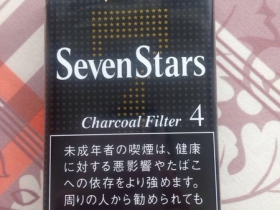 SevenStars
Charcoal Filter 4
未成年者の喫煙は、健康
に対する悪影響やたばこ
への依存をより強めます。
周りの人から勧められても